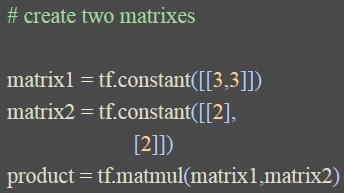 # create two matrixes
matrix1 = tf.constant([[3,3]])
matrix2 = tf.constant([[2],
[2]])
product = tf.matmul(matrix1,matrix2)